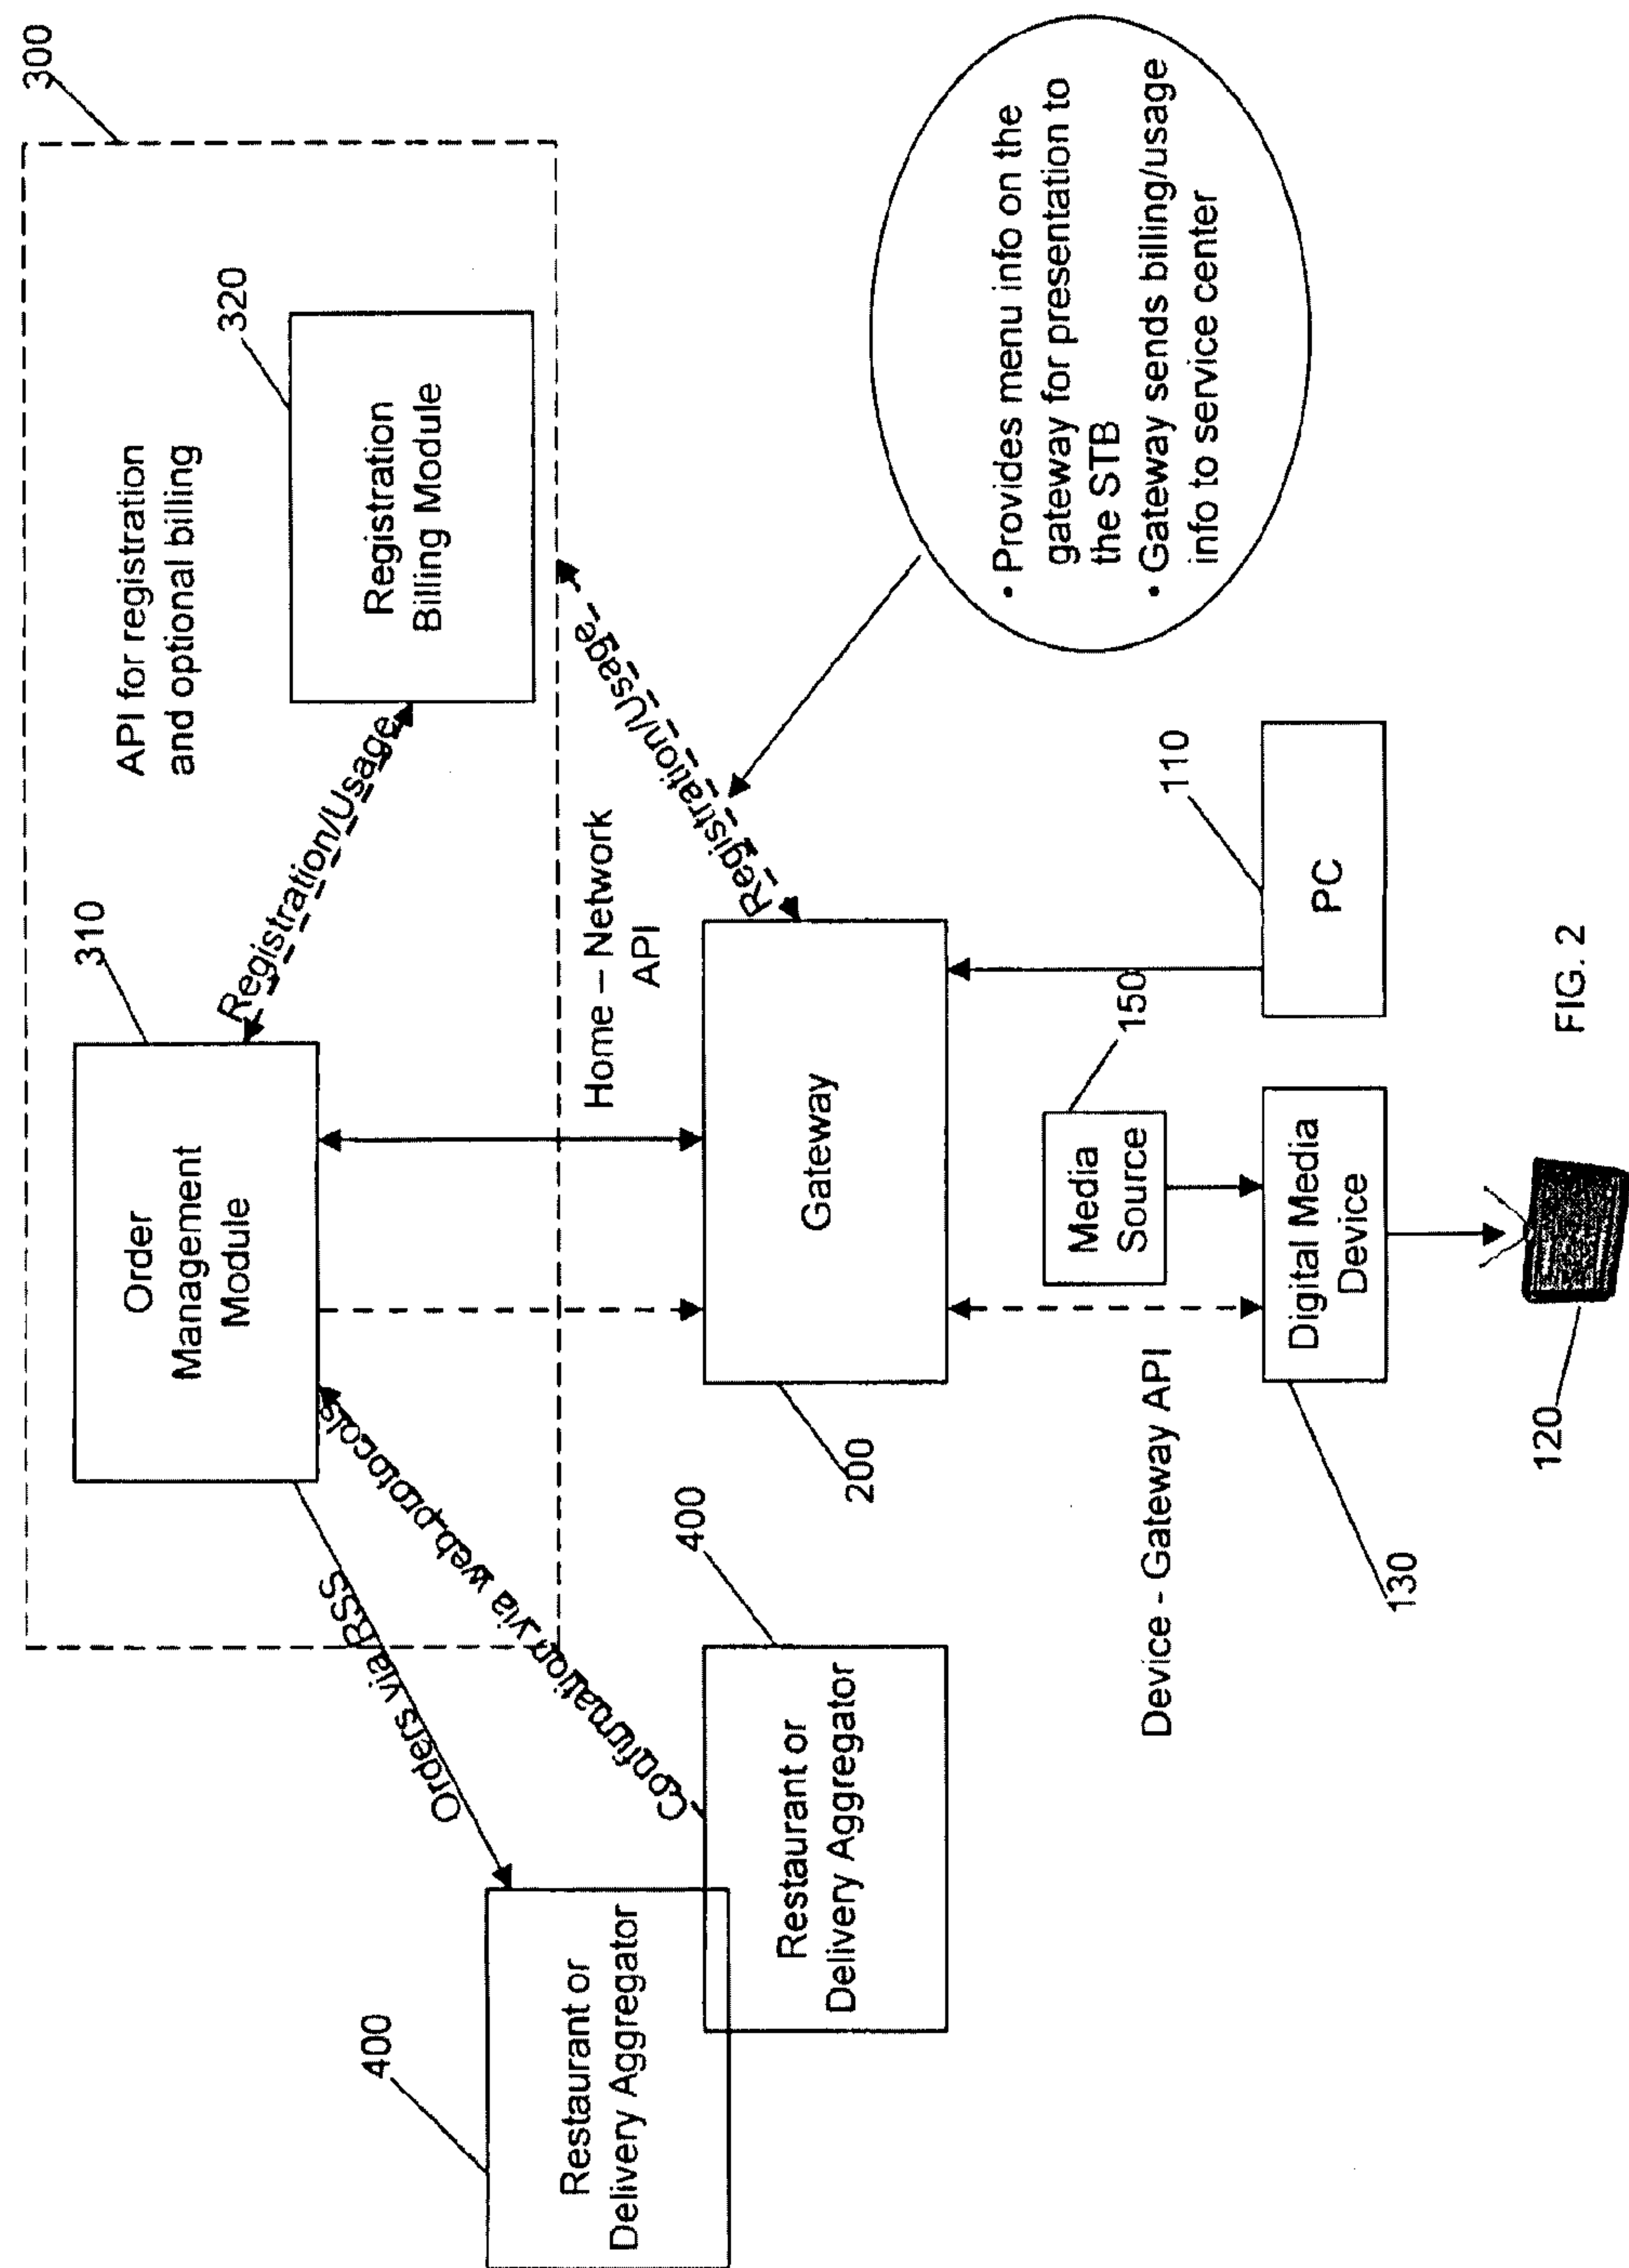 300
API for registration
and optional billing
320
310
Registration/Usage
Order
Management
Module
Registration
Billing Module
Orders via RSS
Confirmation via web protocols
Home – Network
API
Registration/Usage
400
Restaurant or
Delivery Aggregator
400
Restaurant or
Delivery Aggregator
200
Gateway
• Provides menu info on the
gateway for presentation to
the STB
• Gateway sends billing/usage
info to service center
Device - Gateway API
150
Media
Source
110
PC
130
Digital Media
Device
120
FIG. 2